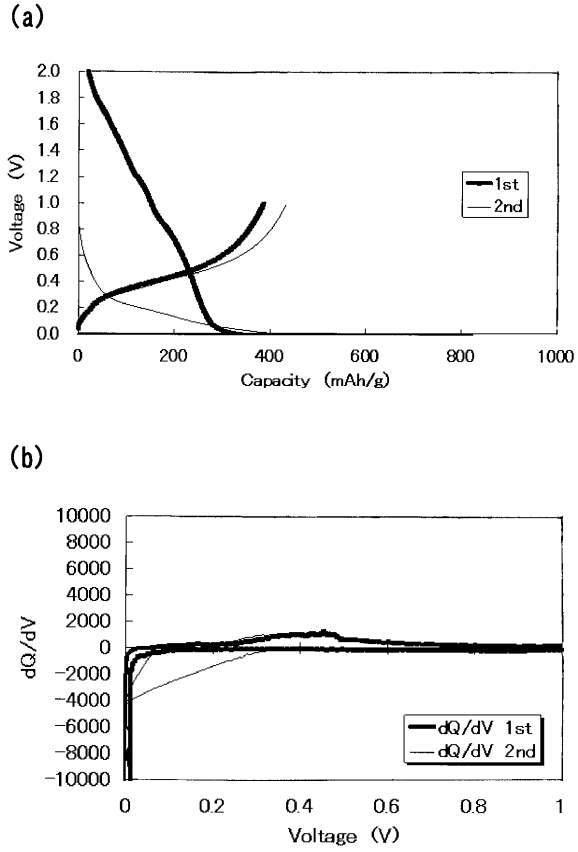 (a)
2.0
1.8
1.6
1.4
1.2
1.0
0.8
0.6
0.4
0.2
0.0
Voltage (V)
1st
2nd
0 200 400 600 800 1000
Capacity (mAh/g)
(b)
10000
8000
6000
4000
2000
0
-2000
-4000
-6000
-8000
-10000
dQ/dV
dQ/dV 1st
dQ/dV 2nd
0 0.2 0.4 0.6 0.8 1
Voltage (V)